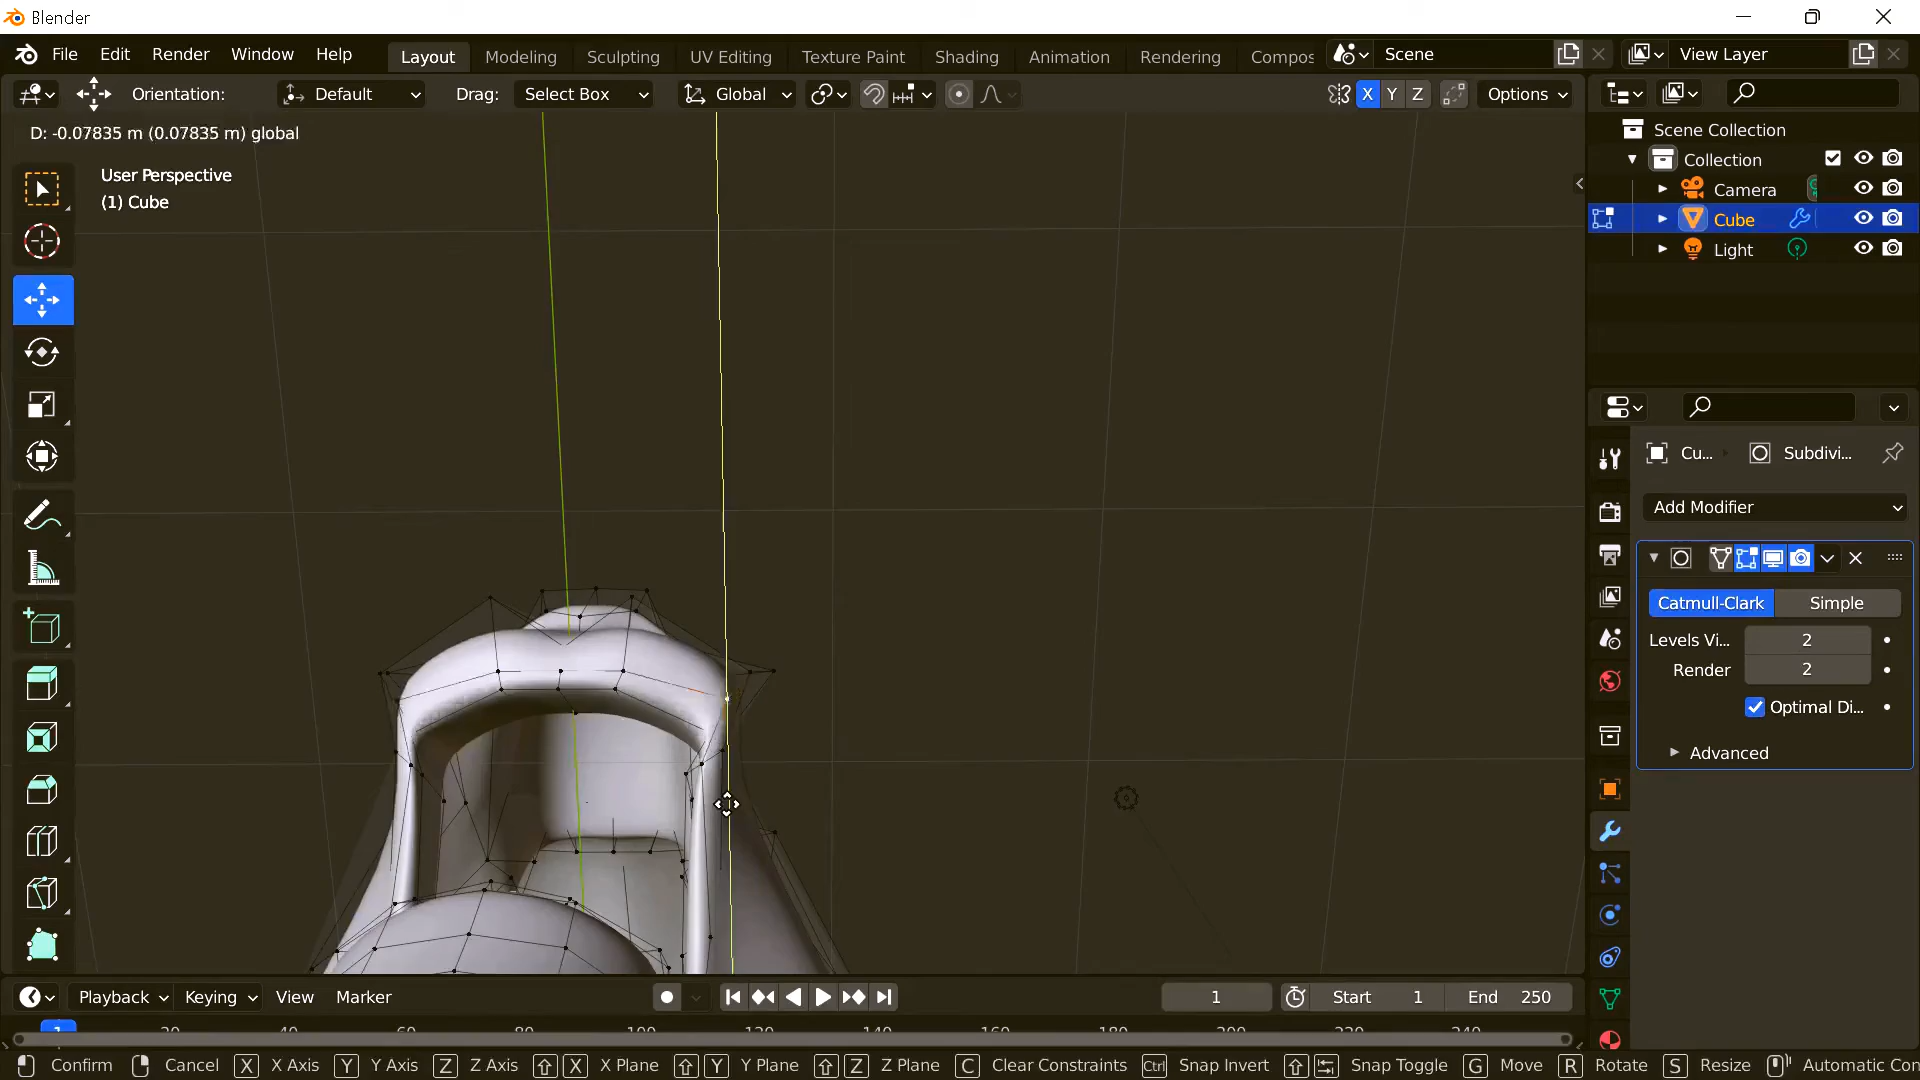 Blender
File Edit Render Window Help Layout Modeling Sculpting UV Editing Texture Paint Shading Animation Rendering Compos Scene View Layer
Orientation: Default Drag: Select Box Global X Y Z Options
D: -0.07835 m (0.07835 m) global
User Perspective
(1) Cube
Scene Collection
Collection
Camera
Cube
Light
Cu... Subdivi...
Add Modifier
Catmull-Clark Simple
Levels Vi... 2
Render 2
Optimal Di...
Advanced
Playback Keying View Marker 1 Start 1 End 250
1
Confirm Cancel X X Axis Y Y Axis Z Z Axis X X Plane Y Y Plane Z Z Plane C Clear Constraints Ctrl Snap Invert Snap Toggle G Move R Rotate S Resize Automatic Con